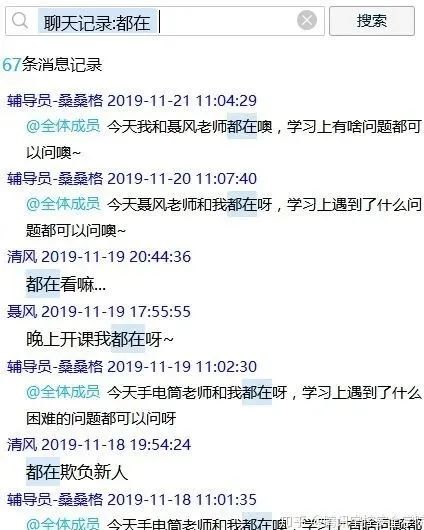 聊天记录:都在
搜索
67条消息记录
辅导员-桑桑格 2019-11-21 11:04:29
@全体成员 今天我和聂风老师都在噢，学习上有啥问题都可
以问噢~
辅导员-桑桑格 2019-11-20 11:07:40
@全体成员 今天聂风老师和我都在呀，学习上遇到了什么问
题都可以问噢~
清风 2019-11-19 20:44:36
都在看嘛...
聂风 2019-11-19 17:55:55
晚上开课我都在呀~
辅导员-桑桑格 2019-11-19 11:02:30
@全体成员 今天手电筒老师和我都在呀，学习上遇到了什么
困难的问题都可以问呀
清风 2019-11-18 19:54:24
都在欺负新人
辅导员-桑桑格 2019-11-18 11:01:35
@全体成员 今天手电筒老师和我都在噢，学习上有啥问题都